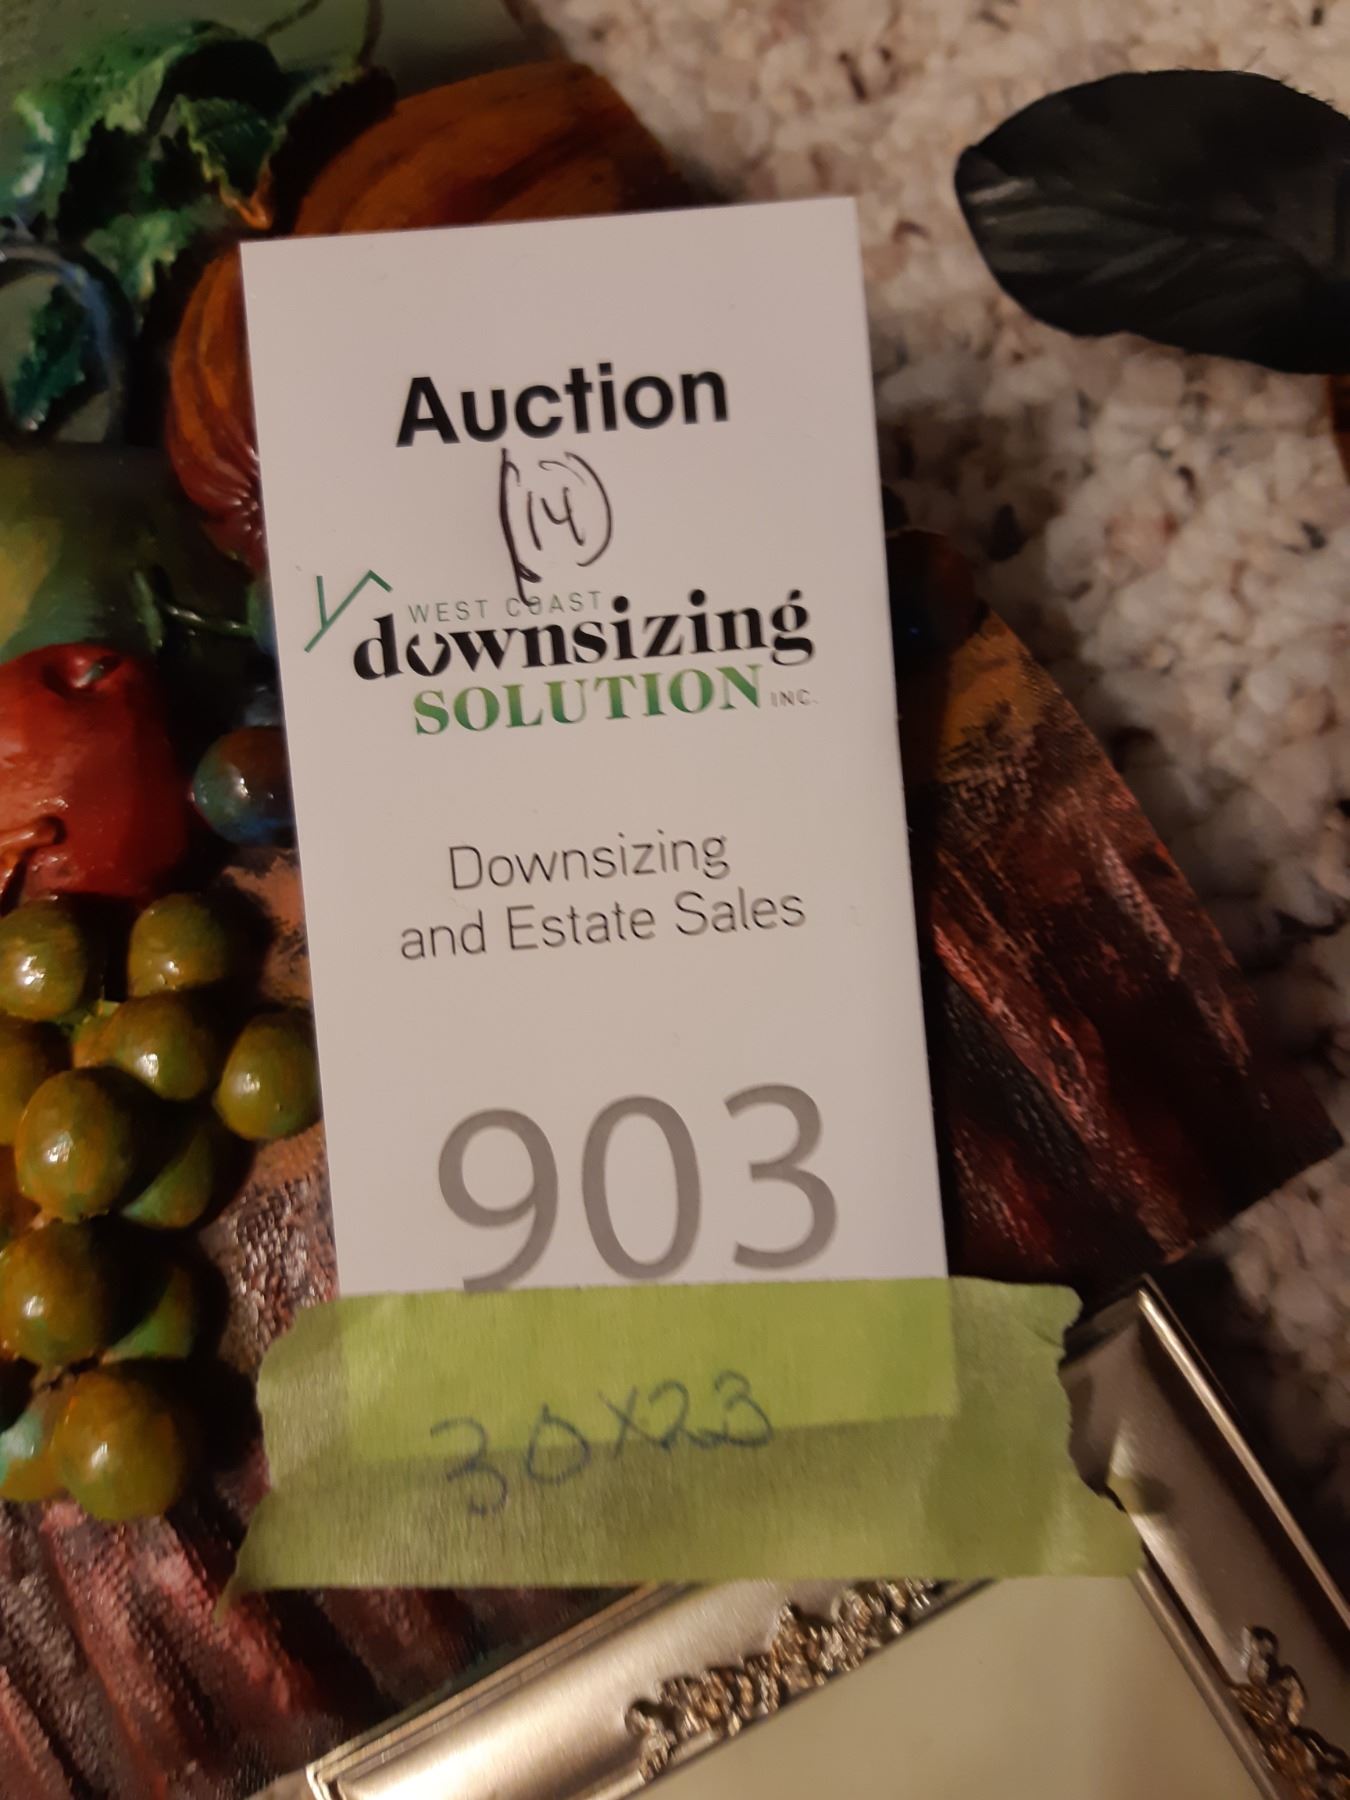 Auction
(14)
WEST COAST
downsizing
SOLUTION INC.
Downsizing
and Estate Sales
903
30x23